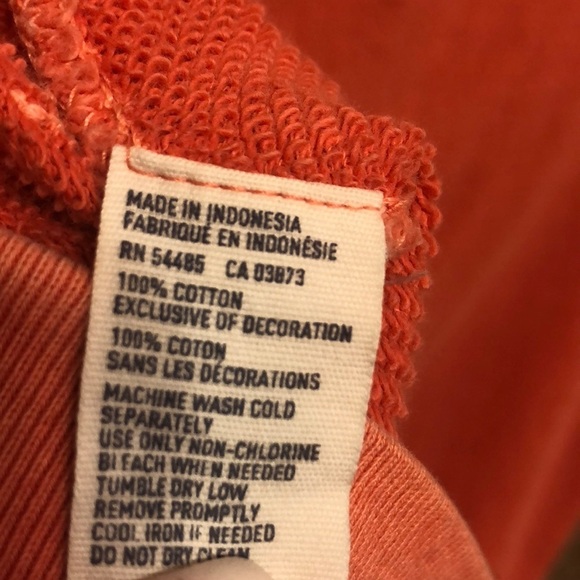 MADE IN INDONESIA
FABRIQUÉ EN INDONÉSIE
RN 54485 CA 03873
100% COTTON
EXCLUSIVE OF DECORATION
100% COTON
SANS LES DÉCORATIONS
MACHINE WASH COLD
SEPARATELY
USE ONLY NON-CHLORINE
BLEACH WHEN NEEDED
TUMBLE DRY LOW
REMOVE PROMPTLY
COOL IRON IF NEEDED
DO NOT DRY CLEAN